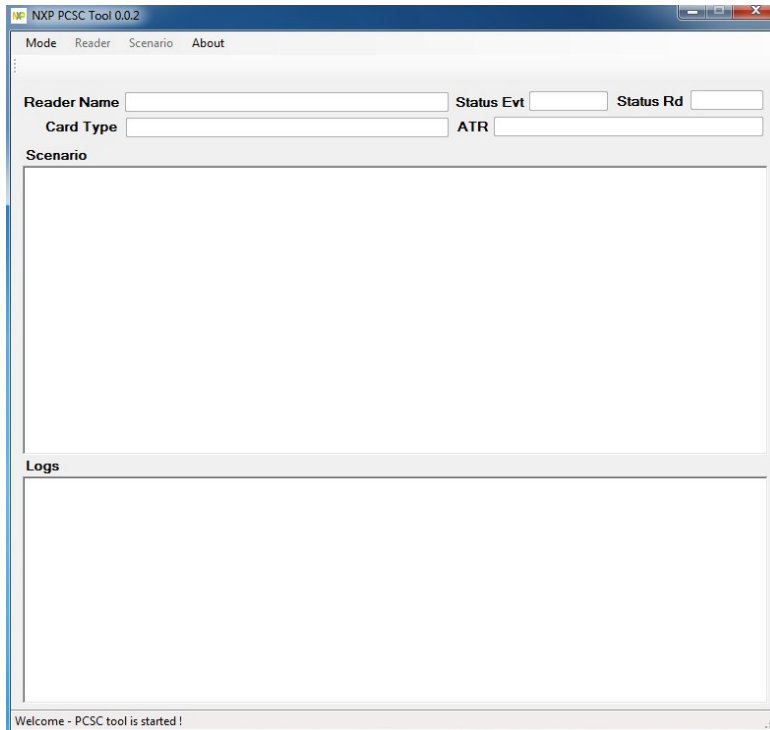 NXP NXP PCSC Tool 0.0.2
Mode Reader Scenario About
Reader Name Status Evt Status Rd
Card Type ATR
Scenario
Logs
Welcome - PCSC tool is started !